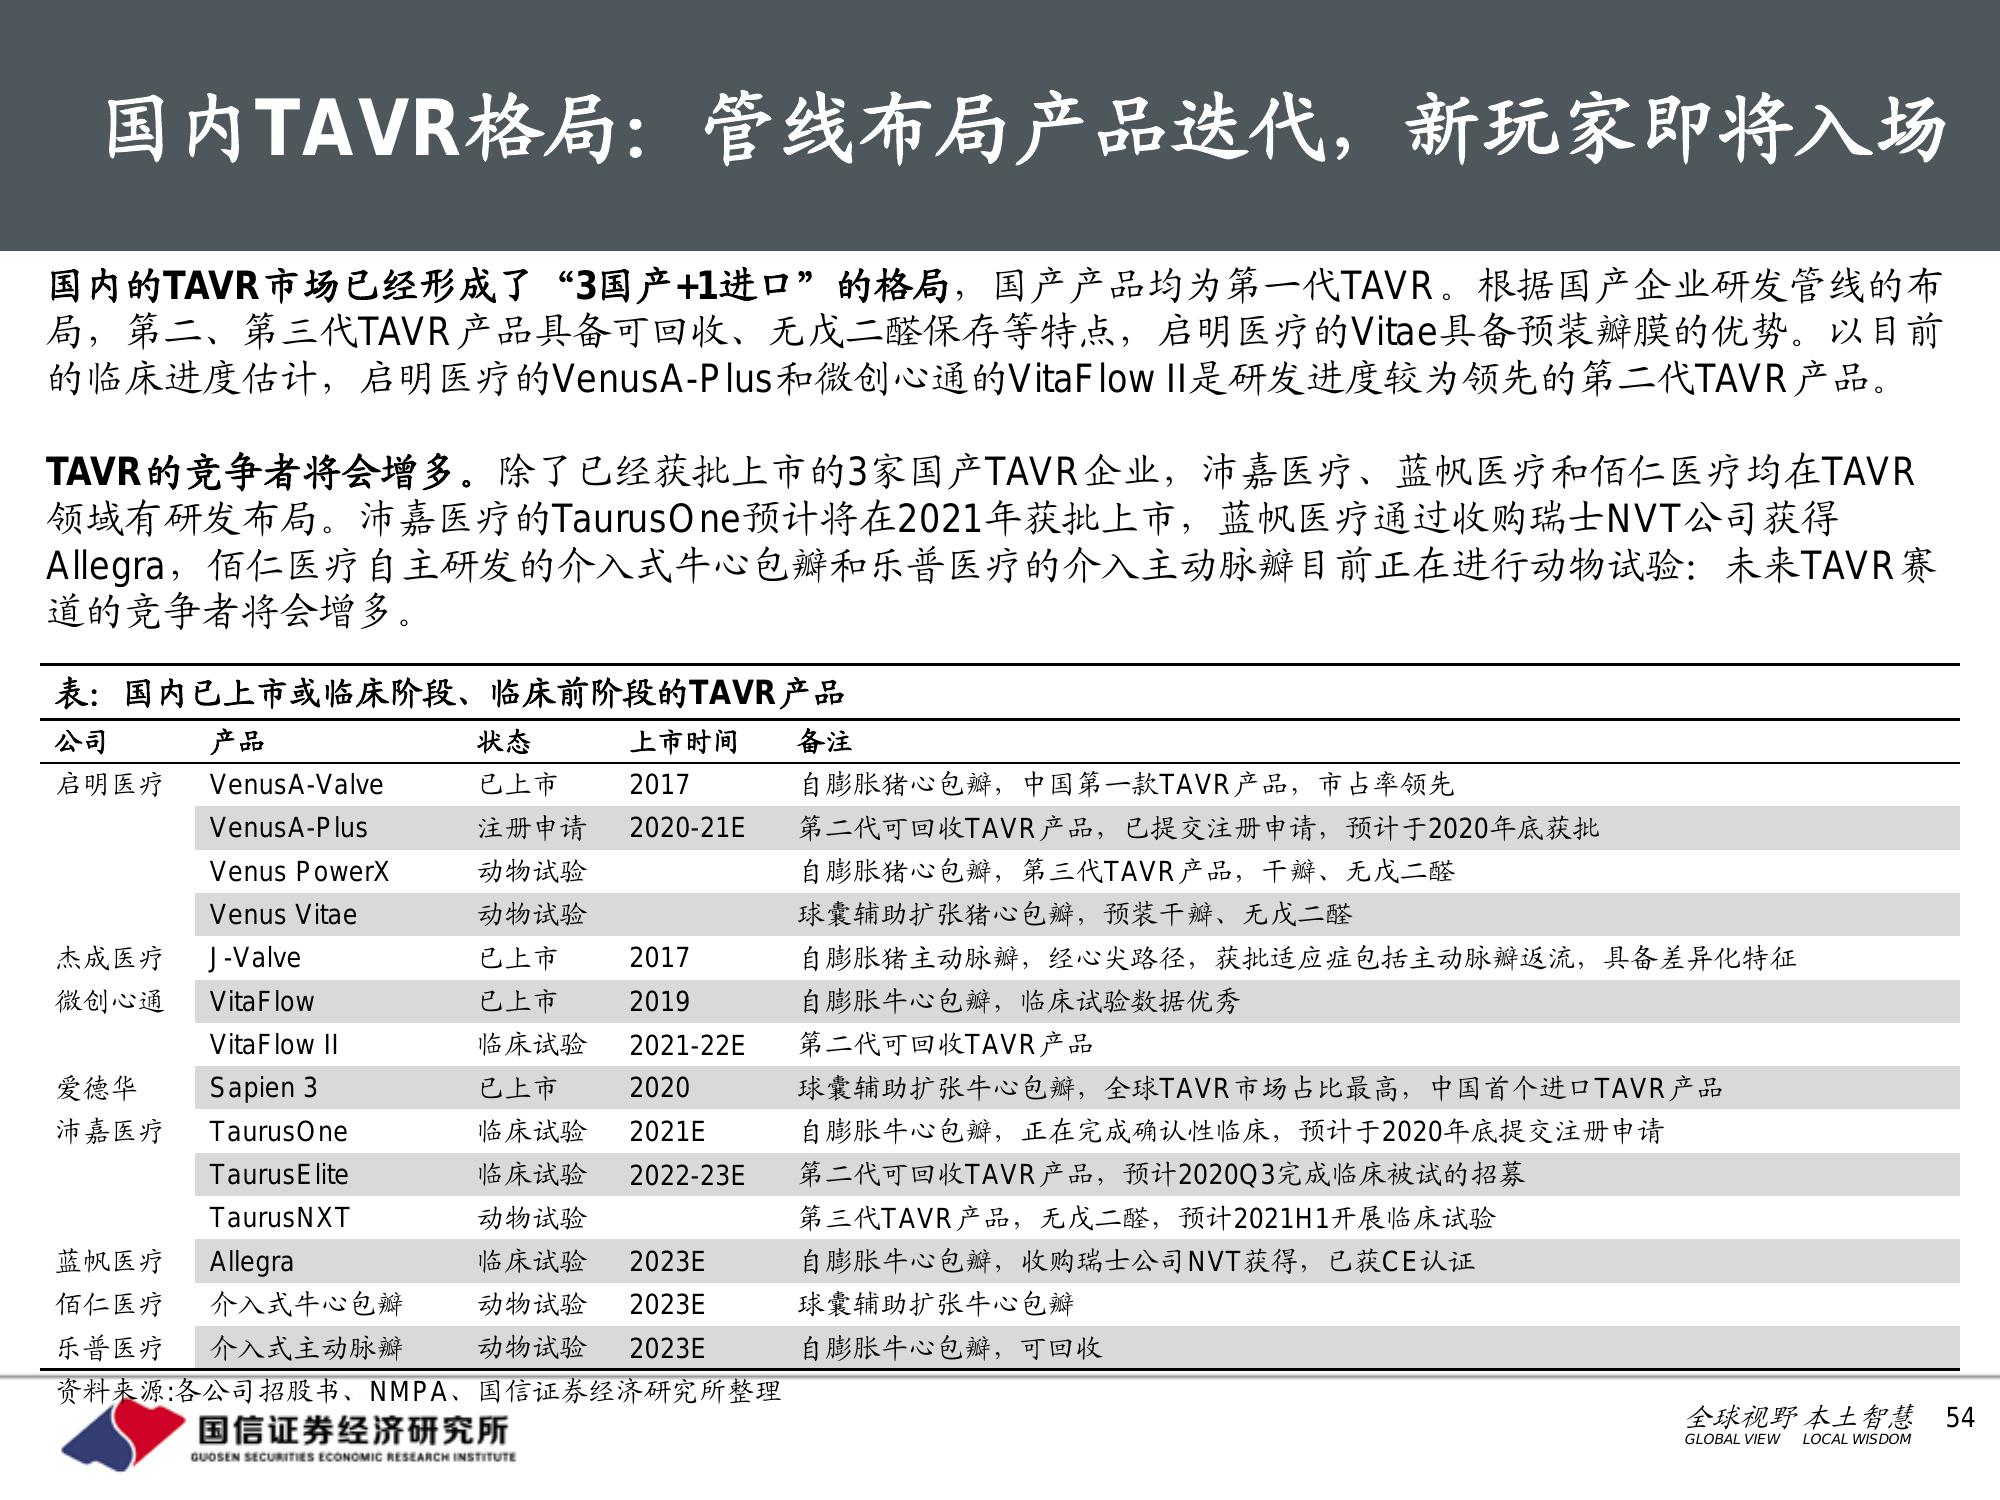 国内TAVR格局：管线布局产品迭代，新玩家即将入场
国内的TAVR市场已经形成了“3国产+1进口”的格局，国产产品均为第一代TAVR。根据国产企业研发管线的布
局，第二、第三代TAVR产品具备可回收、无戊二醛保存等特点，启明医疗的Vitae具备预装瓣膜的优势。以目前
的临床进度估计，启明医疗的VenusA-Plus和微创心通的VitaFlow II是研发进度较为领先的第二代TAVR产品。
TAVR的竞争者将会增多。除了已经获批上市的3家国产TAVR企业，沛嘉医疗、蓝帆医疗和佰仁医疗均在TAVR
领域有研发布局。沛嘉医疗的TaurusOne预计将在2021年获批上市，蓝帆医疗通过收购瑞士NVT公司获得
Allegra，佰仁医疗自主研发的介入式牛心包瓣和乐普医疗的介入主动脉瓣目前正在进行动物试验：未来TAVR赛
道的竞争者将会增多。
表：国内已上市或临床阶段、临床前阶段的TAVR产品
公司 产品 状态 上市时间 备注
启明医疗 VenusA-Valve 已上市 2017 自膨胀猪心包瓣，中国第一款TAVR产品，市占率领先
VenusA-Plus 注册申请 2020-21E 第二代可回收TAVR产品，已提交注册申请，预计于2020年底获批
Venus PowerX 动物试验 自膨胀猪心包瓣，第三代TAVR产品，干瓣、无戊二醛
Venus Vitae 动物试验 球囊辅助扩张猪心包瓣，预装干瓣、无戊二醛
杰成医疗 J-Valve 已上市 2017 自膨胀猪主动脉瓣，经心尖路径，获批适应症包括主动脉瓣返流，具备差异化特征
微创心通 VitaFlow 已上市 2019 自膨胀牛心包瓣，临床试验数据优秀
VitaFlow II 临床试验 2021-22E 第二代可回收TAVR产品
爱德华 Sapien 3 已上市 2020 球囊辅助扩张牛心包瓣，全球TAVR市场占比最高，中国首个进口TAVR产品
沛嘉医疗 TaurusOne 临床试验 2021E 自膨胀牛心包瓣，正在完成确认性临床，预计于2020年底提交注册申请
TaurusElite 临床试验 2022-23E 第二代可回收TAVR产品，预计2020Q3完成临床被试的招募
TaurusNXT 动物试验 第三代TAVR产品，无戊二醛，预计2021H1开展临床试验
蓝帆医疗 Allegra 临床试验 2023E 自膨胀牛心包瓣，收购瑞士公司NVT获得，已获CE认证
佰仁医疗 介入式牛心包瓣 动物试验 2023E 球囊辅助扩张牛心包瓣
乐普医疗 介入式主动脉瓣 动物试验 2023E 自膨胀牛心包瓣，可回收
资料来源:各公司招股书、NMPA、国信证券经济研究所整理
国信证券经济研究所
GUOSEN SECURITIES ECONOMIC RESEARCH INSTITUTE
全球视野 本土智慧
GLOBAL VIEW LOCAL WISDOM
54